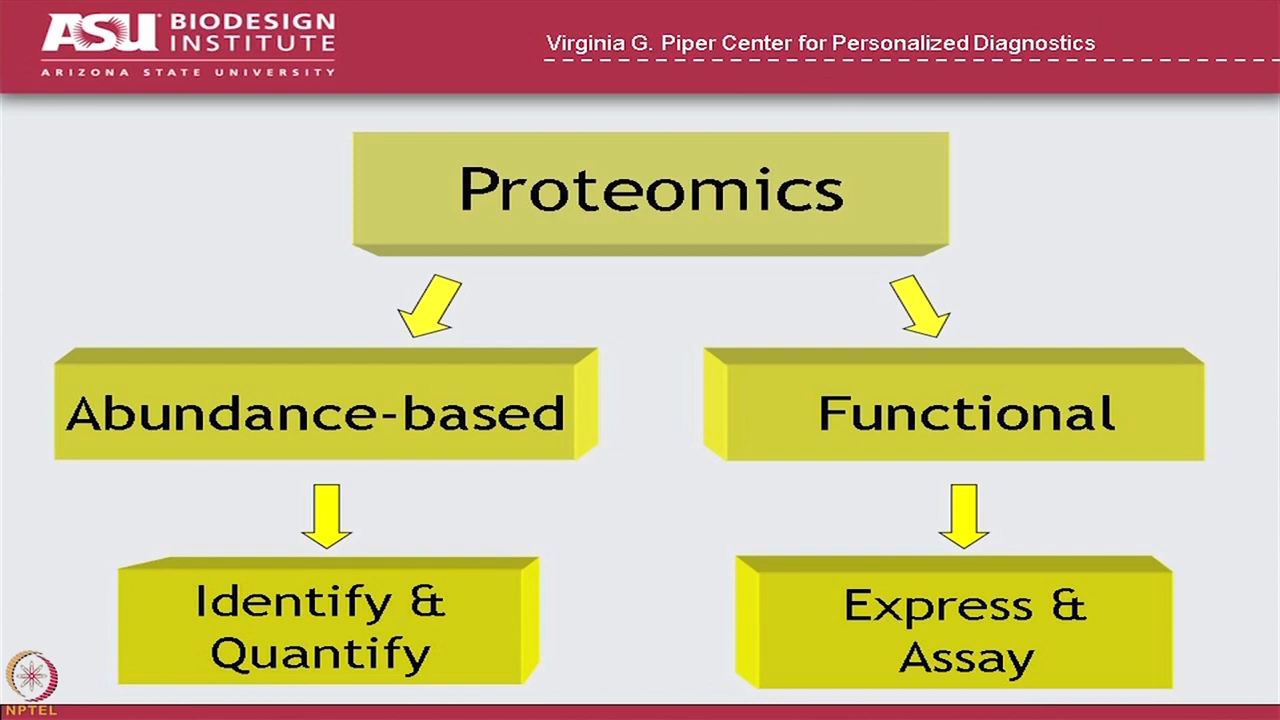 ASU BIODESIGN
INSTITUTE
ARIZONA STATE UNIVERSITY
Virginia G. Piper Center for Personalized Diagnostics
Proteomics
Abundance-based
Functional
Identify &
Quantify
Express &
Assay
NPTEL